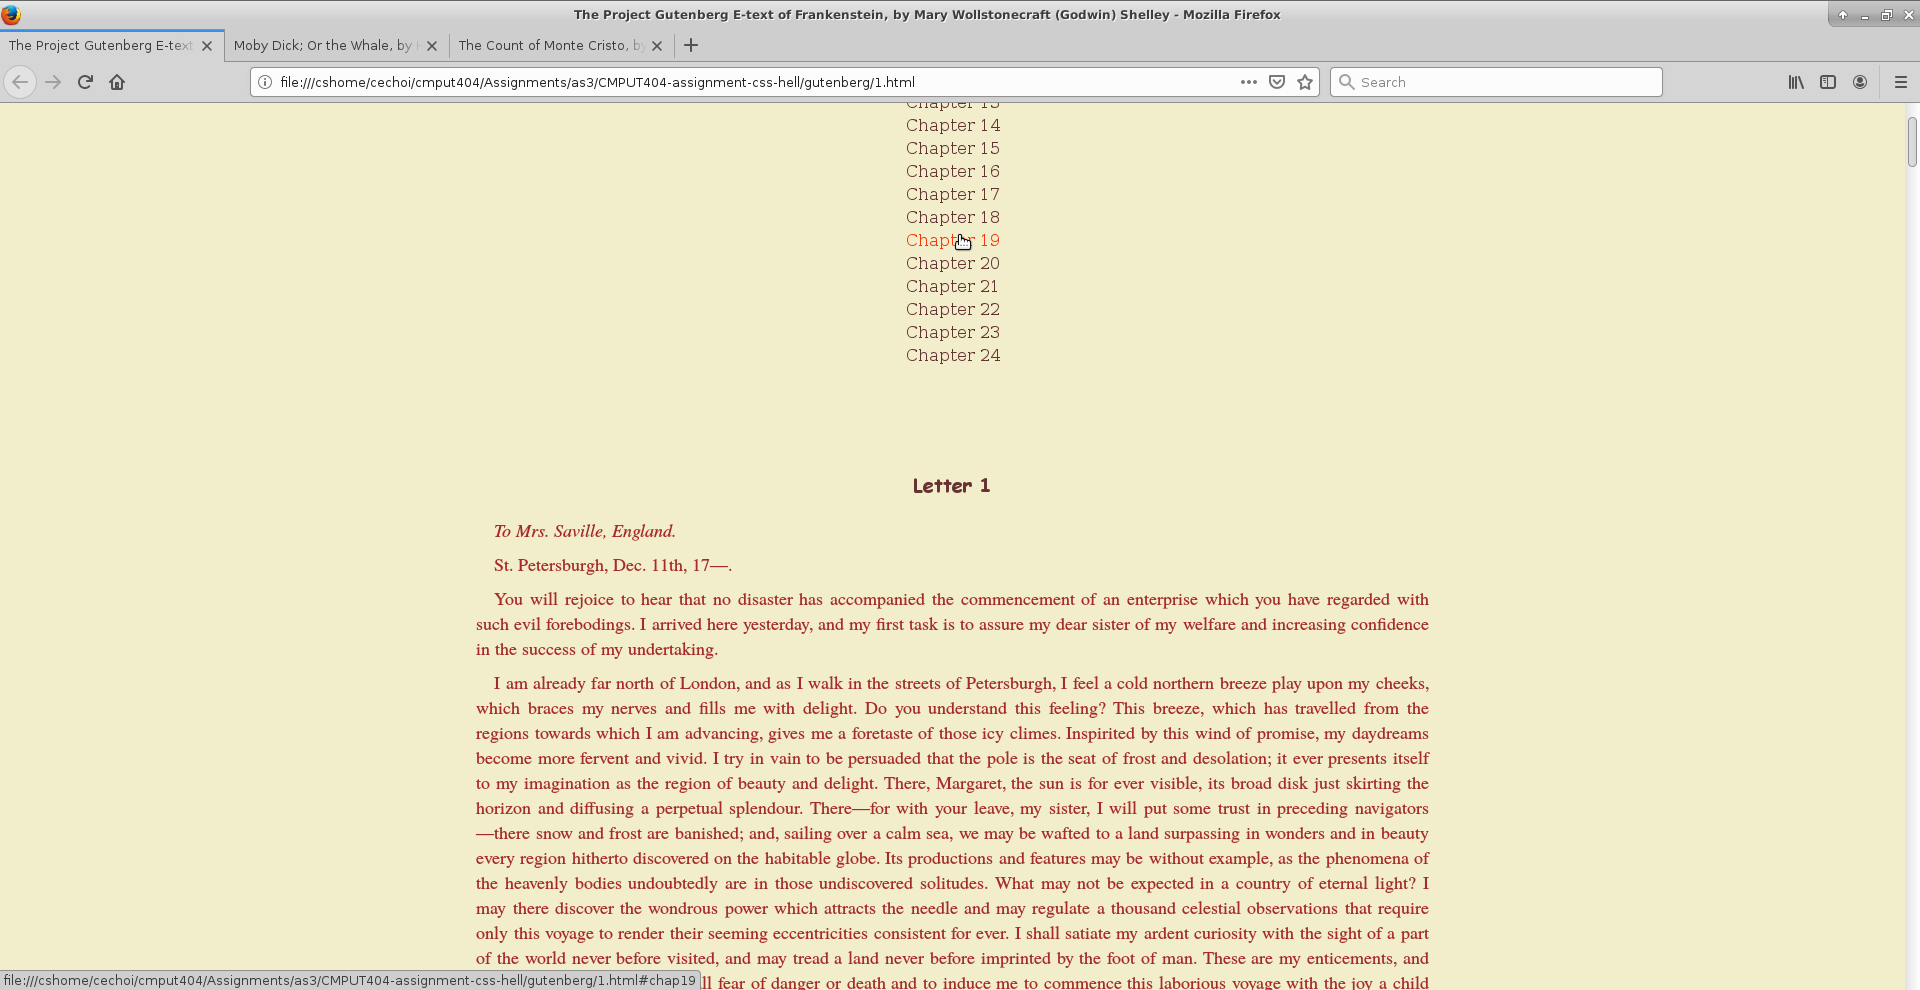 The Project Gutenberg E-text of Frankenstein, by Mary Wollstonecraft (Godwin) Shelley - Mozilla Firefox
The Project Gutenberg E-text
Moby Dick; Or the Whale, by
The Count of Monte Cristo, by
file:///cshome/cechoi/cmput404/Assignments/as3/CMPUT404-assignment-css-hell/gutenberg/1.html
Search
Chapter 13
Chapter 14
Chapter 15
Chapter 16
Chapter 17
Chapter 18
Chapter 19
Chapter 20
Chapter 21
Chapter 22
Chapter 23
Chapter 24
Letter 1
To Mrs. Saville, England.
St. Petersburgh, Dec. 11th, 17—.
You will rejoice to hear that no disaster has accompanied the commencement of an enterprise which you have regarded with
such evil forebodings. I arrived here yesterday, and my first task is to assure my dear sister of my welfare and increasing confidence
in the success of my undertaking.
I am already far north of London, and as I walk in the streets of Petersburgh, I feel a cold northern breeze play upon my cheeks,
which braces my nerves and fills me with delight. Do you understand this feeling? This breeze, which has travelled from the
regions towards which I am advancing, gives me a foretaste of those icy climes. Inspirited by this wind of promise, my daydreams
become more fervent and vivid. I try in vain to be persuaded that the pole is the seat of frost and desolation; it ever presents itself
to my imagination as the region of beauty and delight. There, Margaret, the sun is for ever visible, its broad disk just skirting the
horizon and diffusing a perpetual splendour. There—for with your leave, my sister, I will put some trust in preceding navigators
—there snow and frost are banished; and, sailing over a calm sea, we may be wafted to a land surpassing in wonders and in beauty
every region hitherto discovered on the habitable globe. Its productions and features may be without example, as the phenomena of
the heavenly bodies undoubtedly are in those undiscovered solitudes. What may not be expected in a country of eternal light? I
may there discover the wondrous power which attracts the needle and may regulate a thousand celestial observations that require
only this voyage to render their seeming eccentricities consistent for ever. I shall satiate my ardent curiosity with the sight of a part
of the world never before visited, and may tread a land never before imprinted by the foot of man. These are my enticements, and
ll fear of danger or death and to induce me to commence this laborious voyage with the joy a child
file:///cshome/cechoi/cmput404/Assignments/as3/CMPUT404-assignment-css-hell/gutenberg/1.html#chap19